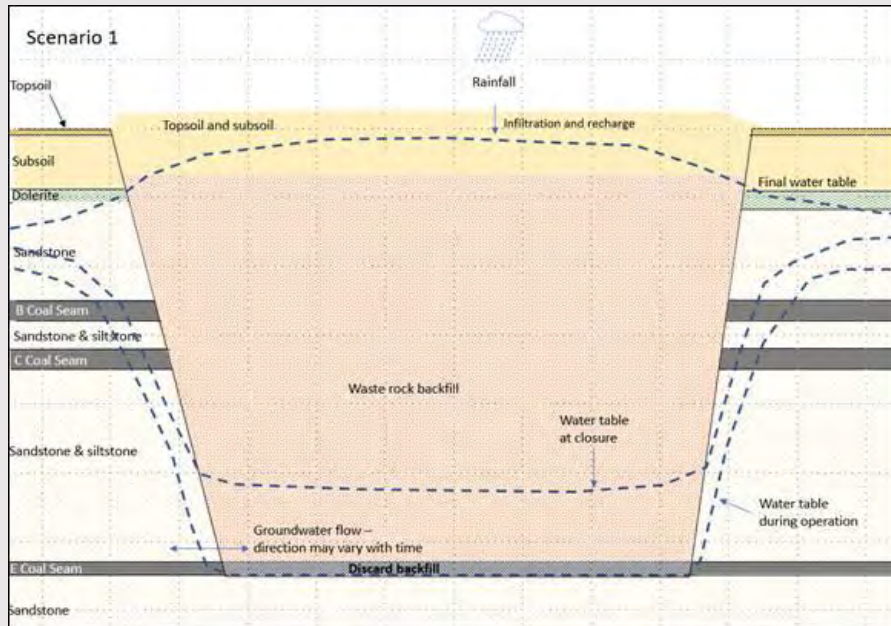 Scenario 1
Rainfall
Topsoil
Topsoil and subsoil
Infiltration and recharge
Subsoil
Final water table
Dolerite
Sandstone
B Coal Seam
Sandstone & siltstone
C Coal Seam
Waste rock backfill
Water table
at closure
Sandstone & siltstone
Water table
during operation
Groundwater flow –
direction may vary with time
E Coal Seam
Discard backfill
Sandstone